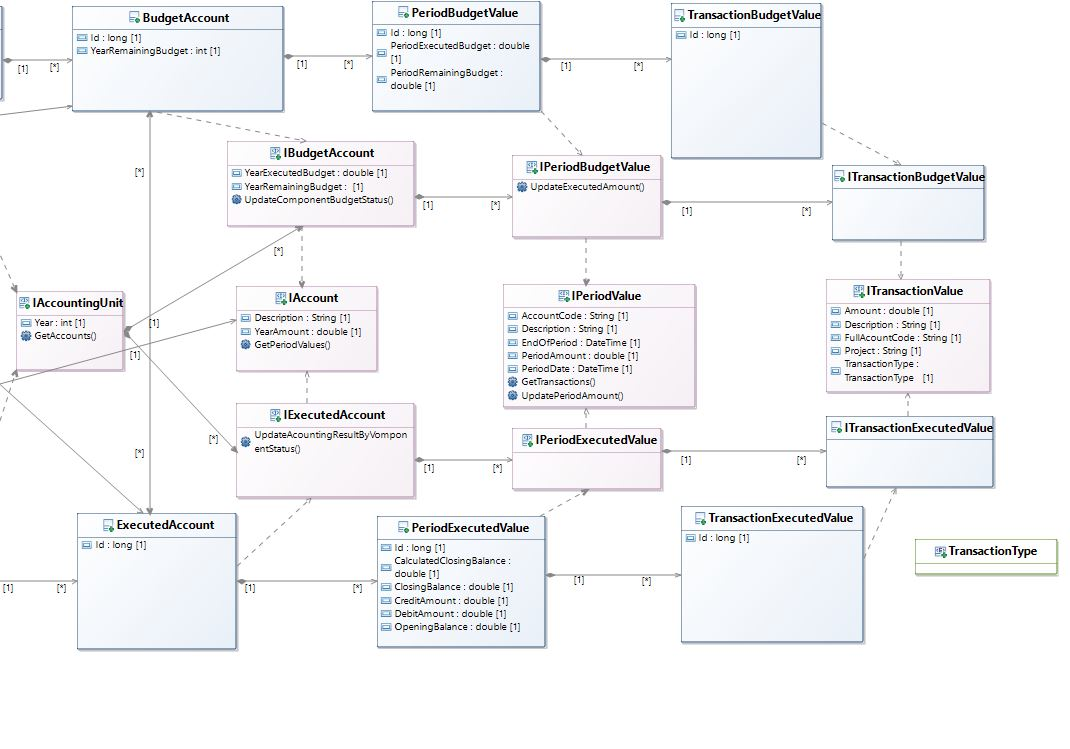 BudgetAccount
Id : long [1]
YearRemainingBudget : int [1]
PeriodBudgetValue
Id : long [1]
PeriodExecutedBudget : double
[1]
PeriodRemainingBudget :
double [1]
TransactionBudgetValue
Id : long [1]
[1]
[*]
[1]
[*]
[1]
[*]
IBudgetAccount
YearExecutedBudget : double [1]
YearRemainingBudget : [1]
UpdateComponentBudgetStatus()
IPeriodBudgetValue
UpdateExecutedAmount()
ITransactionBudgetValue
[*]
[1]
[*]
[1]
[*]
[*]
IAccountingUnit
Year : int [1]
GetAccounts()
[1]
[1]
IAccount
Description : String [1]
YearAmount : double [1]
GetPeriodValues()
IPeriodValue
AccountCode : String [1]
Description : String [1]
EndOfPeriod : DateTime [1]
PeriodAmount : double [1]
PeriodDate : DateTime [1]
GetTransactions()
UpdatePeriodAmount()
ITransactionValue
Amount : double [1]
Description : String [1]
FullAcountCode : String [1]
Project : String [1]
TransactionType :
TransactionType [1]
IExecutedAccount
UpdateAcountingResultByVompon
entStatus()
IPeriodExecutedValue
ITransactionExecutedValue
[*]
[*]
[1]
[*]
[1]
[*]
ExecutedAccount
Id : long [1]
PeriodExecutedValue
Id : long [1]
CalculatedClosingBalance :
double [1]
ClosingBalance : double [1]
CreditAmount : double [1]
DebitAmount : double [1]
OpeningBalance : double [1]
TransactionExecutedValue
Id : long [1]
TransactionType
[1]
[*]
[1]
[*]
[1]
[*]